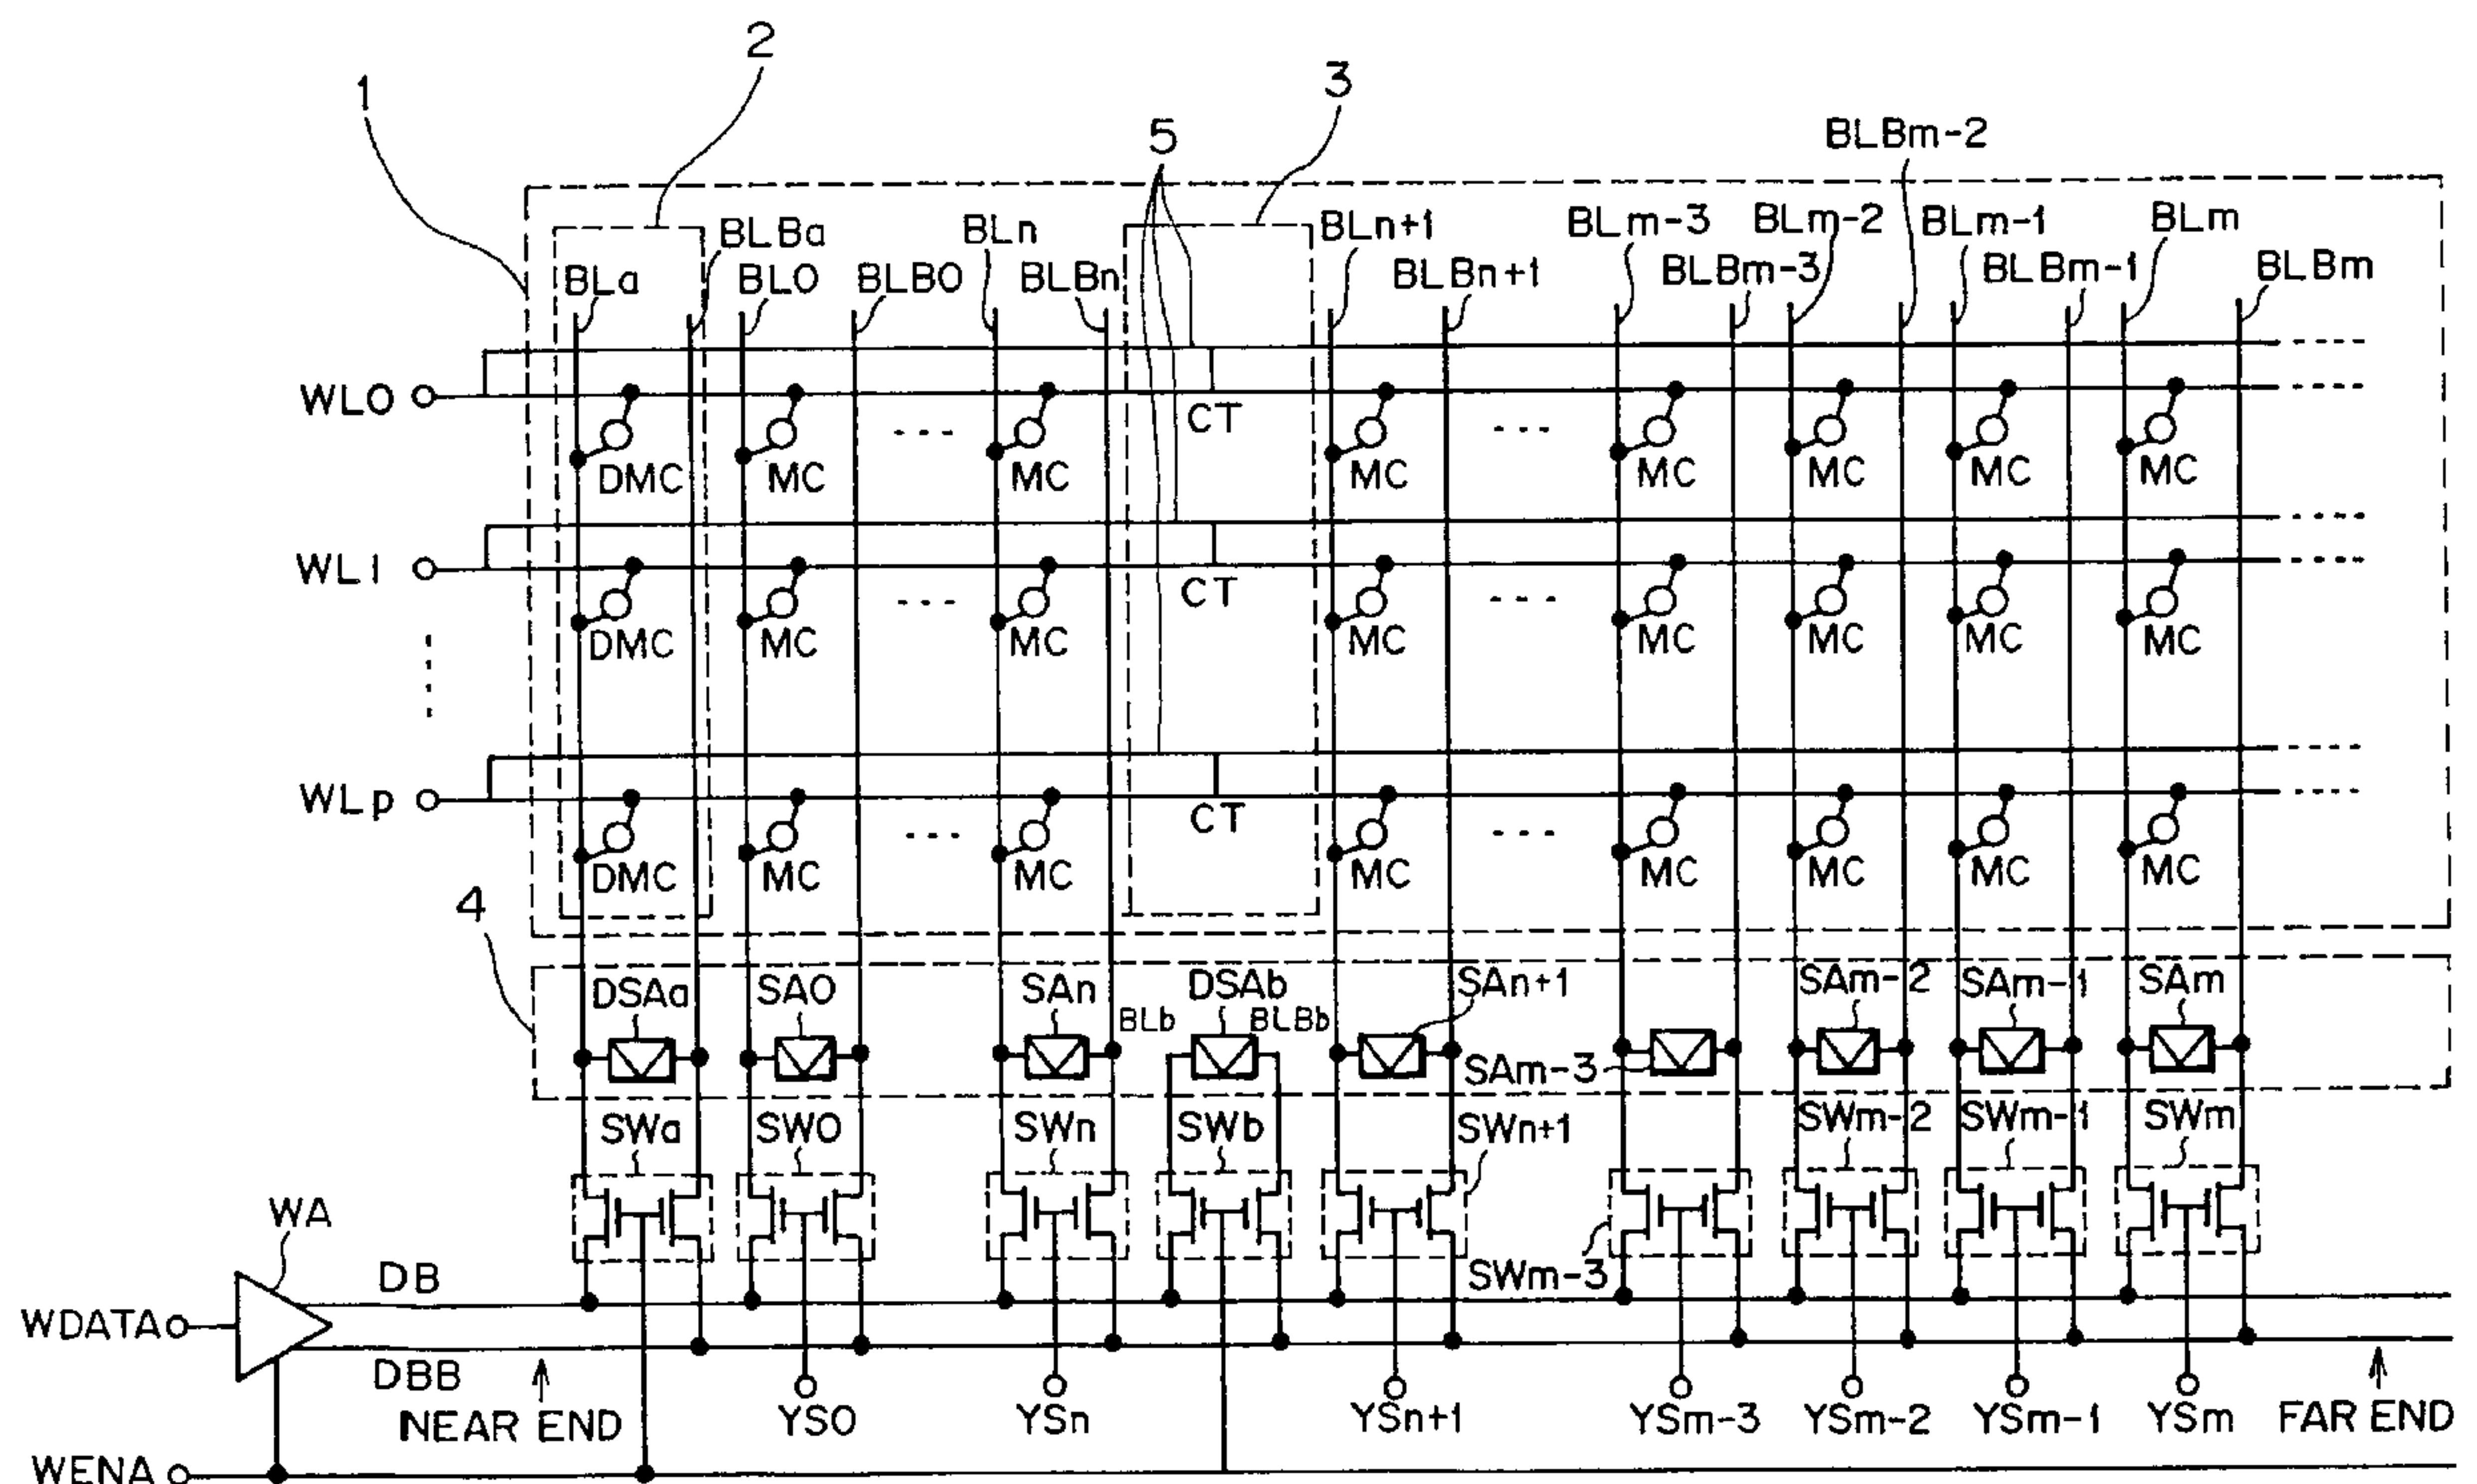 2
1
3
5
BLBm-2
BLBa
BLn
BLn+1
BLm-3
BLm-2
BLm-1
BLm
BLa
BL0
BLB0
BLBn
BLBn+1
BLBm-3
BLBm-1
BLBm
WL0
CT
DMC
MC
MC
MC
MC
MC
MC
MC
WL1
CT
DMC
MC
MC
MC
MC
MC
MC
MC
WLp
CT
DMC
MC
MC
MC
MC
MC
MC
MC
4
DSAa
SA0
SAn
DSAb
SAn+1
SAm-2
SAm-1
SAm
BLb
BLBb
SAm-3
SWa
SW0
SWn
SWb
SWn+1
SWm-2
SWm-1
SWm
WA
DB
SWm-3
WDATA
DBB
NEAR END
YS0
YSn
YSn+1
YSm-3
YSm-2
YSm-1
YSm
FAR END
WENA